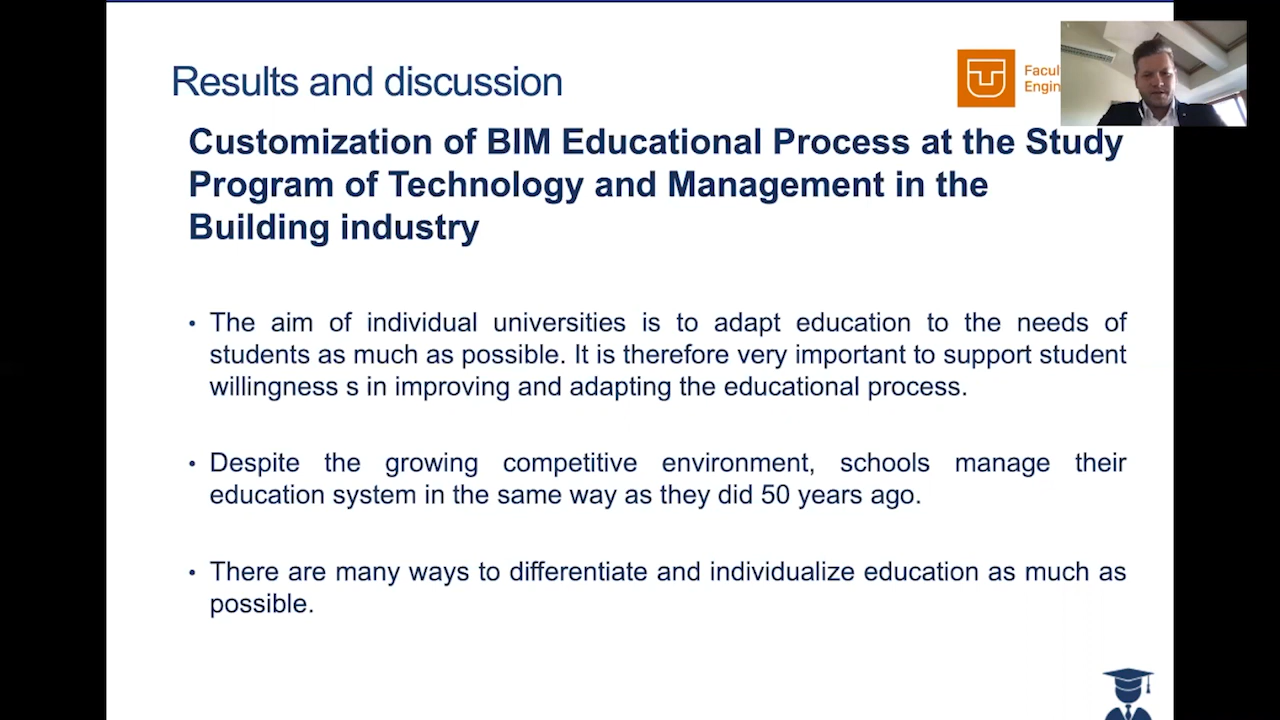 Results and discussion
Customization of BIM Educational Process at the Study
Program of Technology and Management in the
Building industry
• The aim of individual universities is to adapt education to the needs of
students as much as possible. It is therefore very important to support student
willingness s in improving and adapting the educational process.
• Despite the growing competitive environment, schools manage their
education system in the same way as they did 50 years ago.
• There are many ways to differentiate and individualize education as much as
possible.